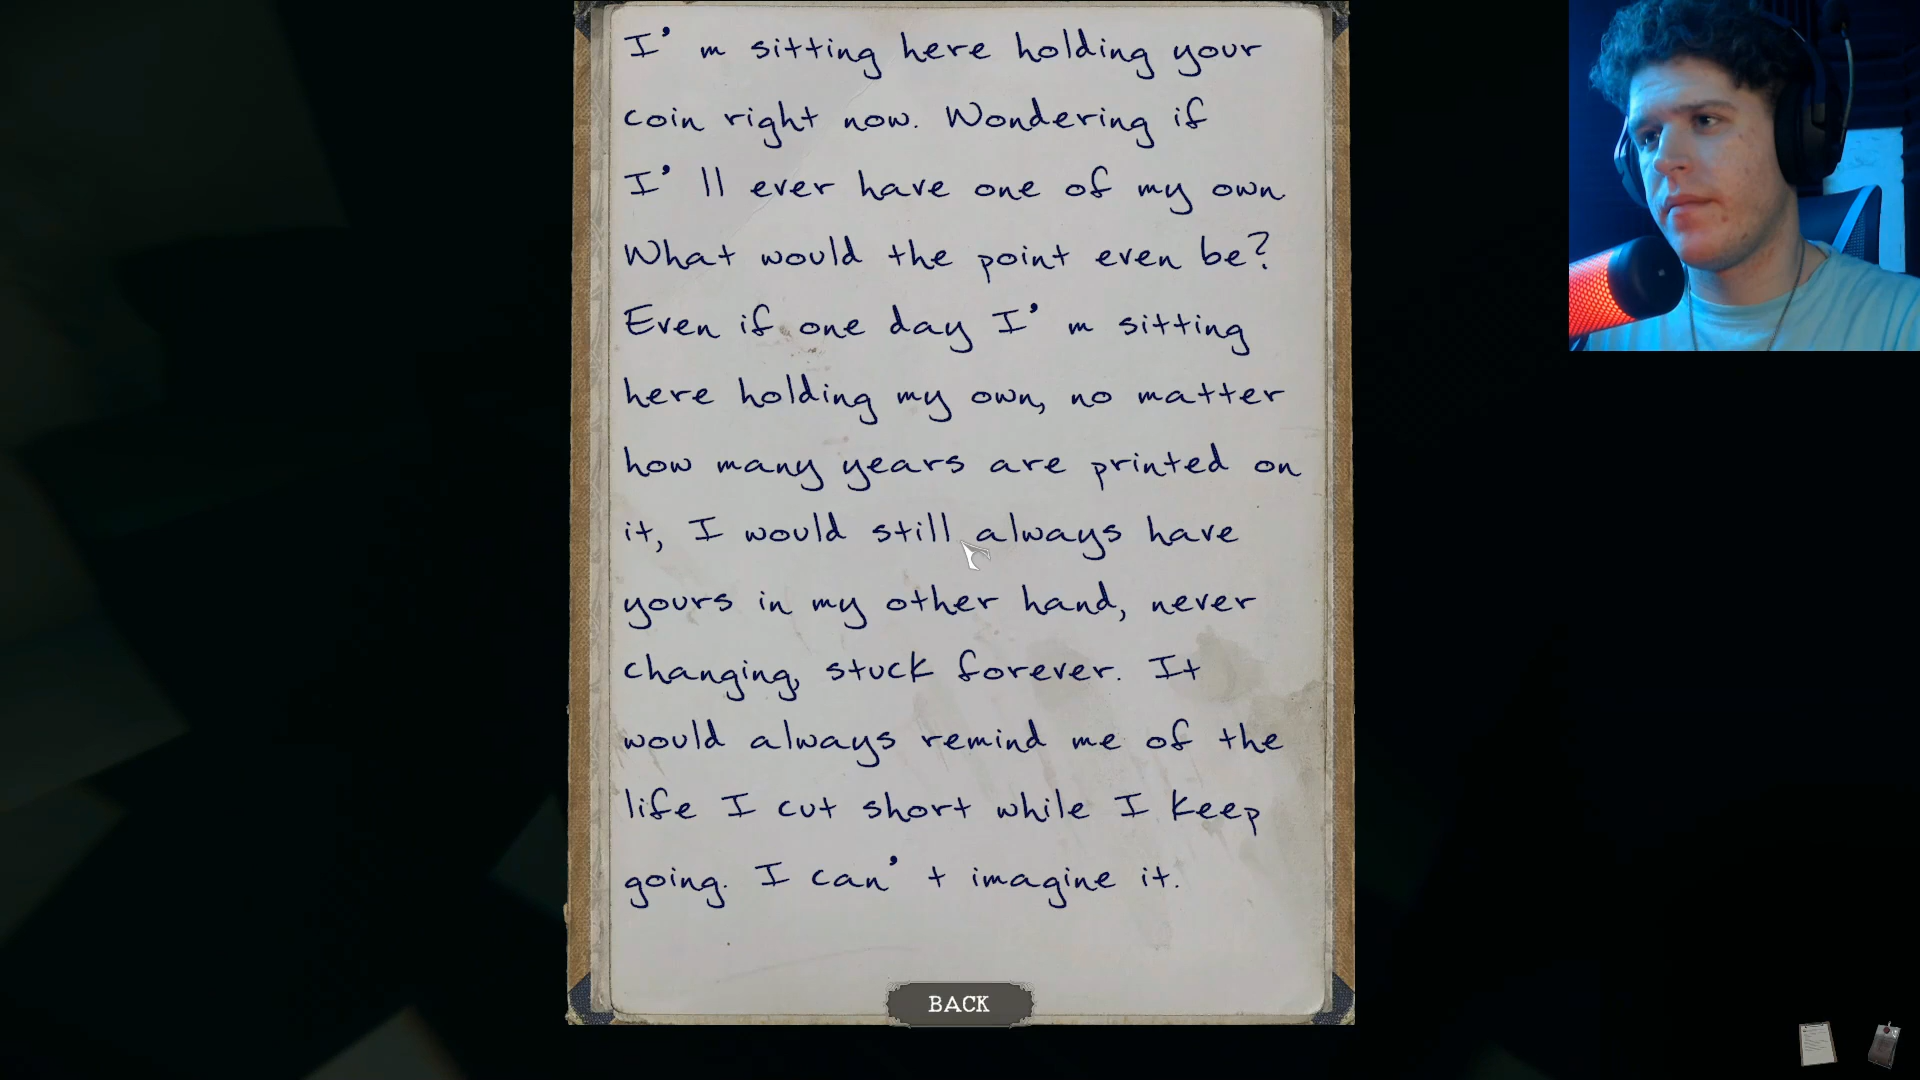 I' m sitting here holding your
coin right now. Wondering if
I' ll ever have one of my own.
What would the point even be?
Even if one day I' m sitting
here holding my own, no matter
how many years are printed on
it, I would still always have
yours in my other hand, never
changing, stuck forever. It
would always remind me of the
life I cut short while I keep
going. I can' t imagine it.
BACK